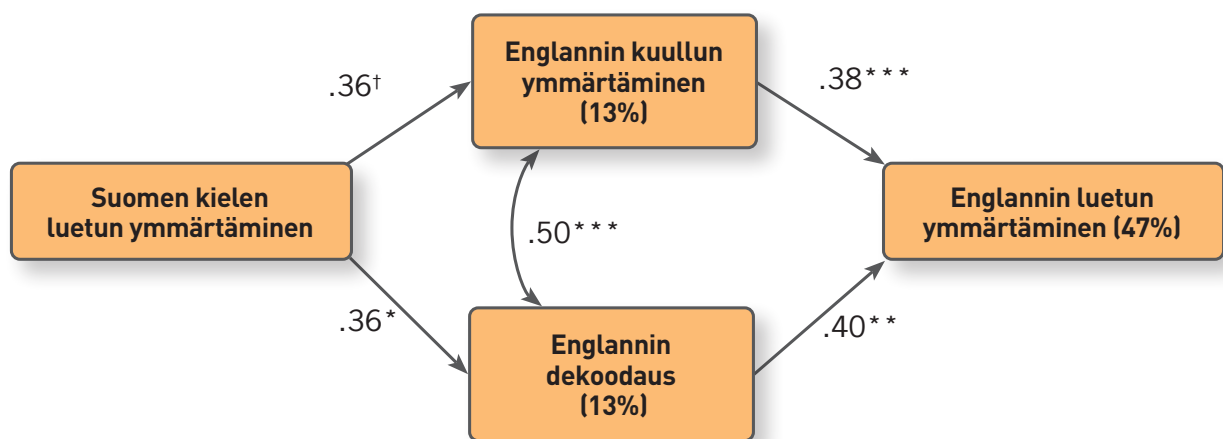 Englannin kuullun
ymmärtäminen
(13%)
.36†
.38***
Suomen kielen
luetun ymmärtäminen
.50***
Englannin luetun
ymmärtäminen (47%)
.36*
.40**
Englannin
dekoodaus
(13%)